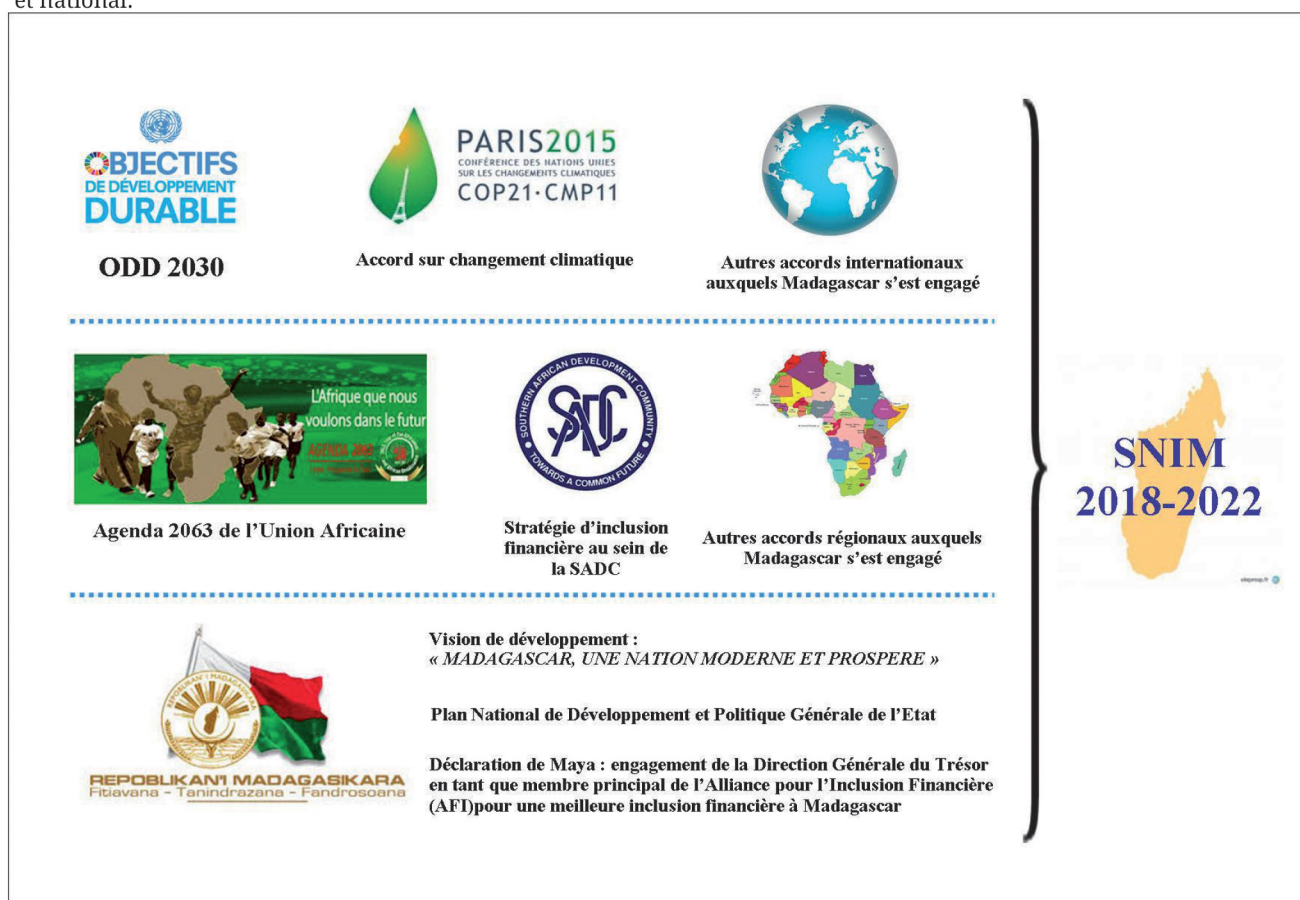 et national.
OBJECTIFS
DE DÉVELOPPEMENT
DURABLE
ODD 2030
PARIS2015
CONFÉRENCE DES NATIONS UNIES
SUR LES CHANGEMENTS CLIMATIQUES
COP21·CMP11
Accord sur changement climatique
Autres accords internationaux
auxquels Madagascar s’est engagé
L'Afrique que nous
voulons dans le futur
AGENDA 2063
Agenda 2063 de l’Union Africaine
SOUTHERN AFRICAN DEVELOPMENT COMMUNITY
SADC
TOWARDS A COMMON FUTURE
Stratégie d’inclusion
financière au sein de
la SADC
Autres accords régionaux auxquels
Madagascar s’est engagé
REPOBLIKAN'I MADAGASIKARA
REPOBLIKAN'I MADAGASIKARA
Fitiavana - Tanindrazana - Fandrosoana
Vision de développement :
« MADAGASCAR, UNE NATION MODERNE ET PROSPERE »
Plan National de Développement et Politique Générale de l’Etat
Déclaration de Maya : engagement de la Direction Générale du Trésor
en tant que membre principal de l’Alliance pour l’Inclusion Financière
(AFI)pour une meilleure inclusion financière à Madagascar
SNIM
2018-2022